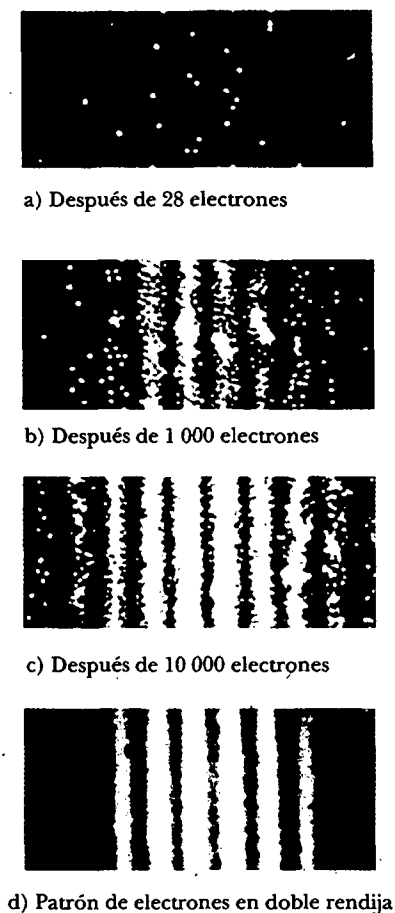 a) Después de 28 electrones
b) Después de 1 000 electrones
c) Después de 10 000 electrones
d) Patrón de electrones en doble rendija